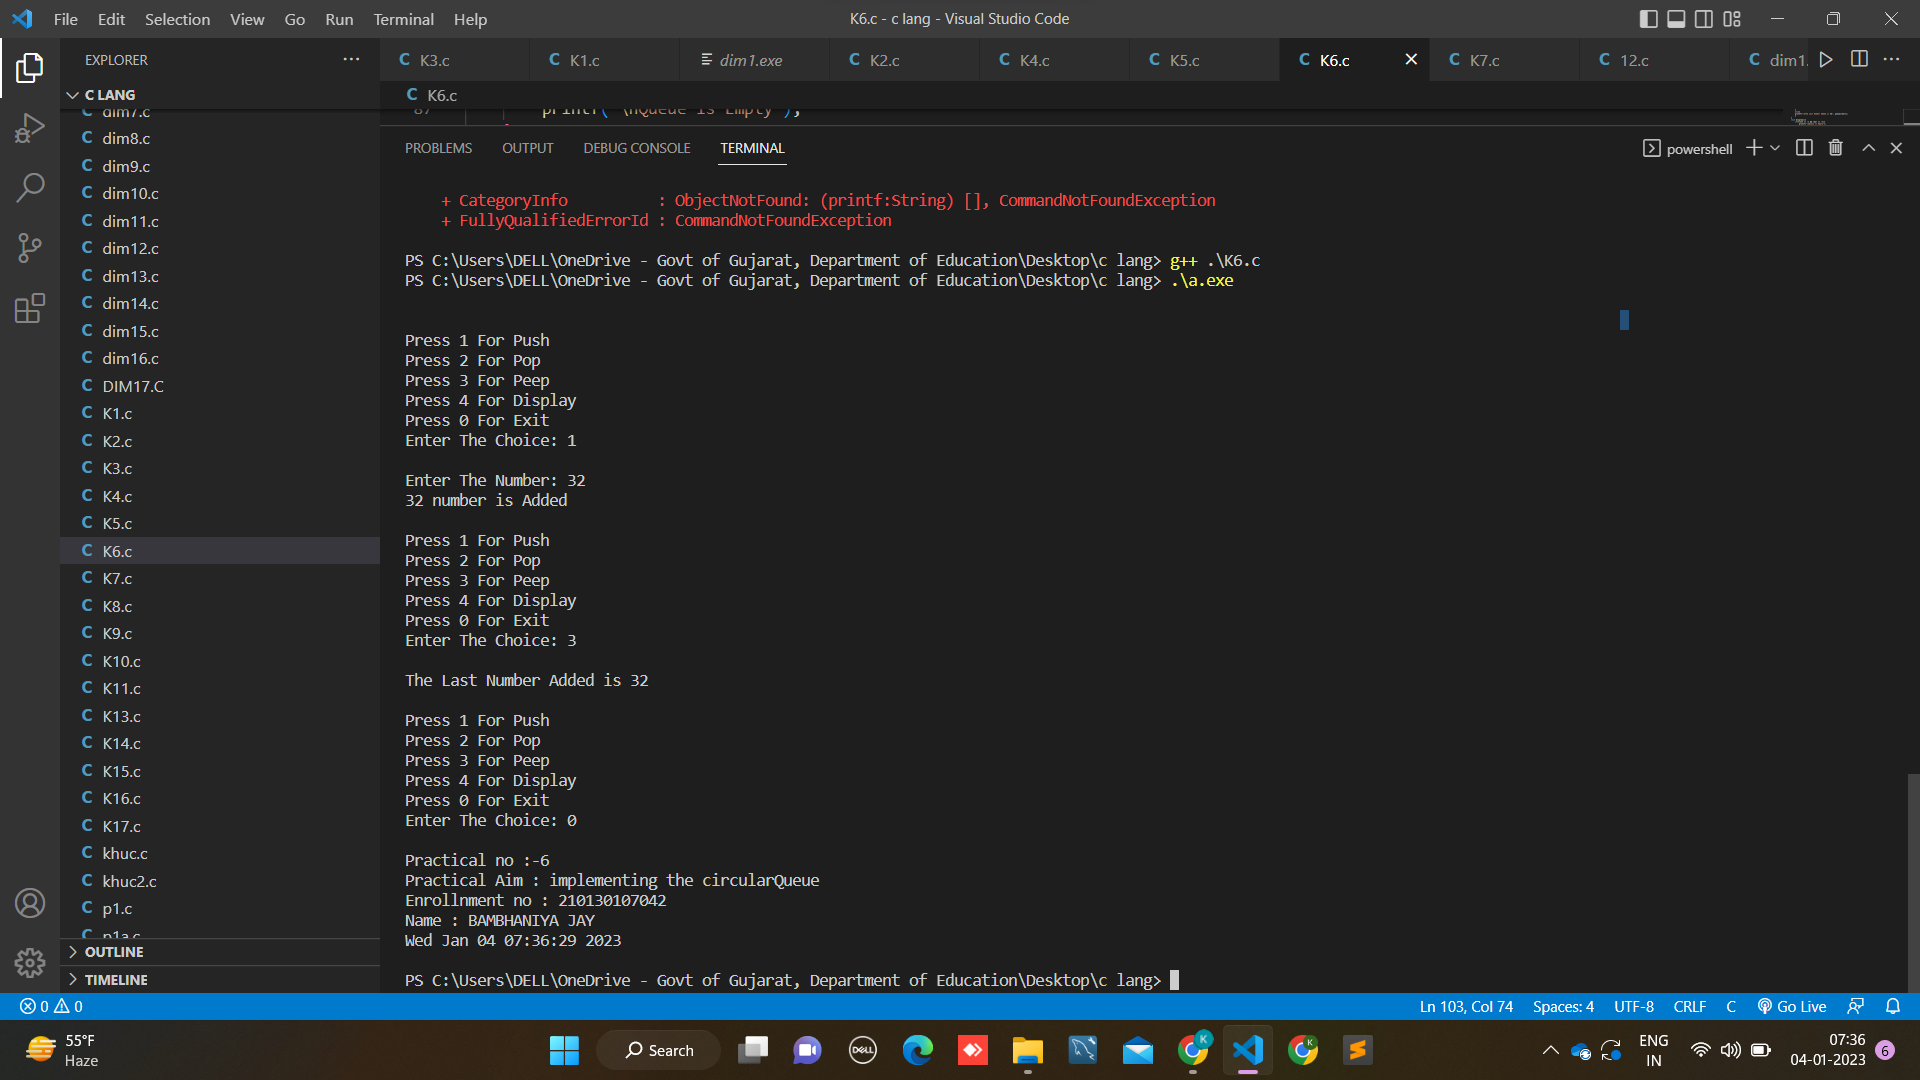 File Edit Selection View Go Run Terminal Help
K6.c - c lang - Visual Studio Code
EXPLORER
C LANG
dim7.c
dim8.c
dim9.c
dim10.c
dim11.c
dim12.c
dim13.c
dim14.c
dim15.c
dim16.c
DIM17.C
K1.c
K2.c
K3.c
K4.c
K5.c
K6.c
K7.c
K8.c
K9.c
K10.c
K11.c
K13.c
K14.c
K15.c
K16.c
K17.c
khuc.c
khuc2.c
p1.c
p1a.c
OUTLINE
TIMELINE
K3.c K1.c dim1.exe K2.c K4.c K5.c K6.c K7.c 12.c dim1.
K6.c
87 printf("\nQueue is Empty");
PROBLEMS OUTPUT DEBUG CONSOLE TERMINAL
powershell
+ CategoryInfo : ObjectNotFound: (printf:String) [], CommandNotFoundException
+ FullyQualifiedErrorId : CommandNotFoundException
PS C:\Users\DELL\OneDrive - Govt of Gujarat, Department of Education\Desktop\c lang> g++ .\K6.c
PS C:\Users\DELL\OneDrive - Govt of Gujarat, Department of Education\Desktop\c lang> .\a.exe
Press 1 For Push
Press 2 For Pop
Press 3 For Peep
Press 4 For Display
Press 0 For Exit
Enter The Choice: 1
Enter The Number: 32
32 number is Added
Press 1 For Push
Press 2 For Pop
Press 3 For Peep
Press 4 For Display
Press 0 For Exit
Enter The Choice: 3
The Last Number Added is 32
Press 1 For Push
Press 2 For Pop
Press 3 For Peep
Press 4 For Display
Press 0 For Exit
Enter The Choice: 0
Practical no :-6
Practical Aim : implementing the circularQueue
Enrollnment no : 210130107042
Name : BAMBHANIYA JAY
Wed Jan 04 07:36:29 2023
PS C:\Users\DELL\OneDrive - Govt of Gujarat, Department of Education\Desktop\c lang>
0 0
Ln 103, Col 74 Spaces: 4 UTF-8 CRLF C Go Live
55°F
Haze
Search
DELL
K
K
ENG
IN
07:36
04-01-2023
6